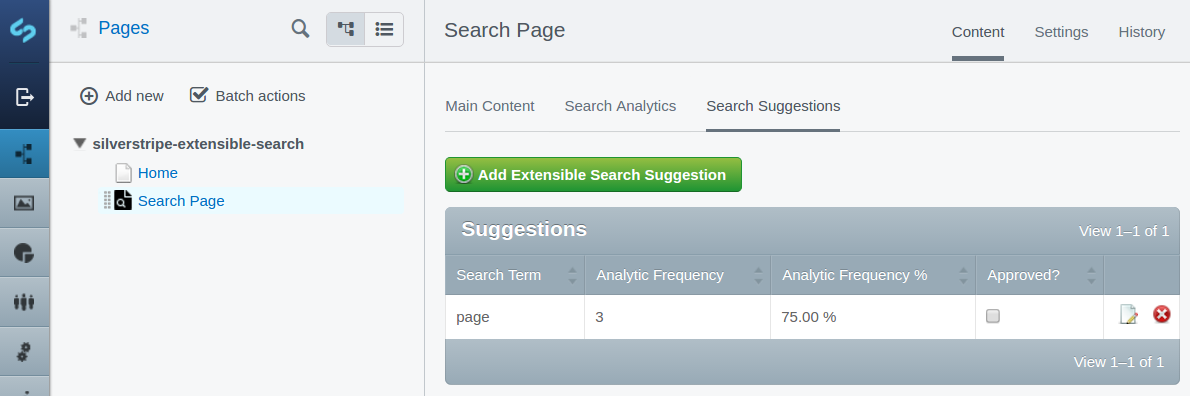 Pages
Add new
Batch actions
silverstripe-extensible-search
Home
Search Page
Search Page
Content
Settings
History
Main Content
Search Analytics
Search Suggestions
Add Extensible Search Suggestion
Suggestions
View 1–1 of 1
Search Term
Analytic Frequency
Analytic Frequency %
Approved?
page
3
75.00 %
View 1–1 of 1